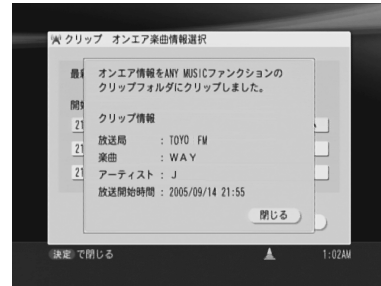 クリップ オンエア楽曲情報選択
最
オンエア情報をANY MUSICファンクションの
クリップフォルダにクリップしました。
開
クリップ情報
21
放送局 : TOYO FM
21
楽曲 : WAY
21
アーティスト : J
放送開始時間 : 2005/09/14 21:55
閉じる
決定 で閉じる
1:02AM